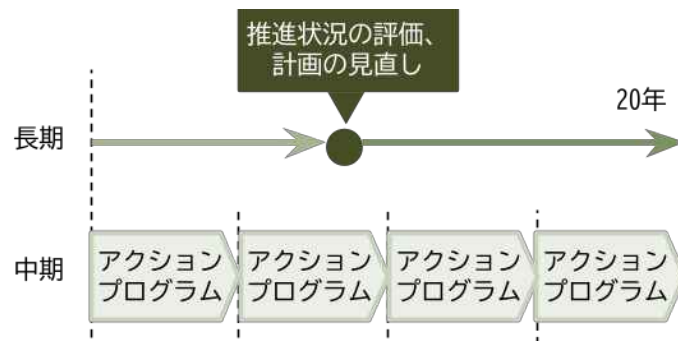 推進状況の評価、
計画の見直し
20年
長期
中期
アクション
プログラム
アクション
プログラム
アクション
プログラム
アクション
プログラム